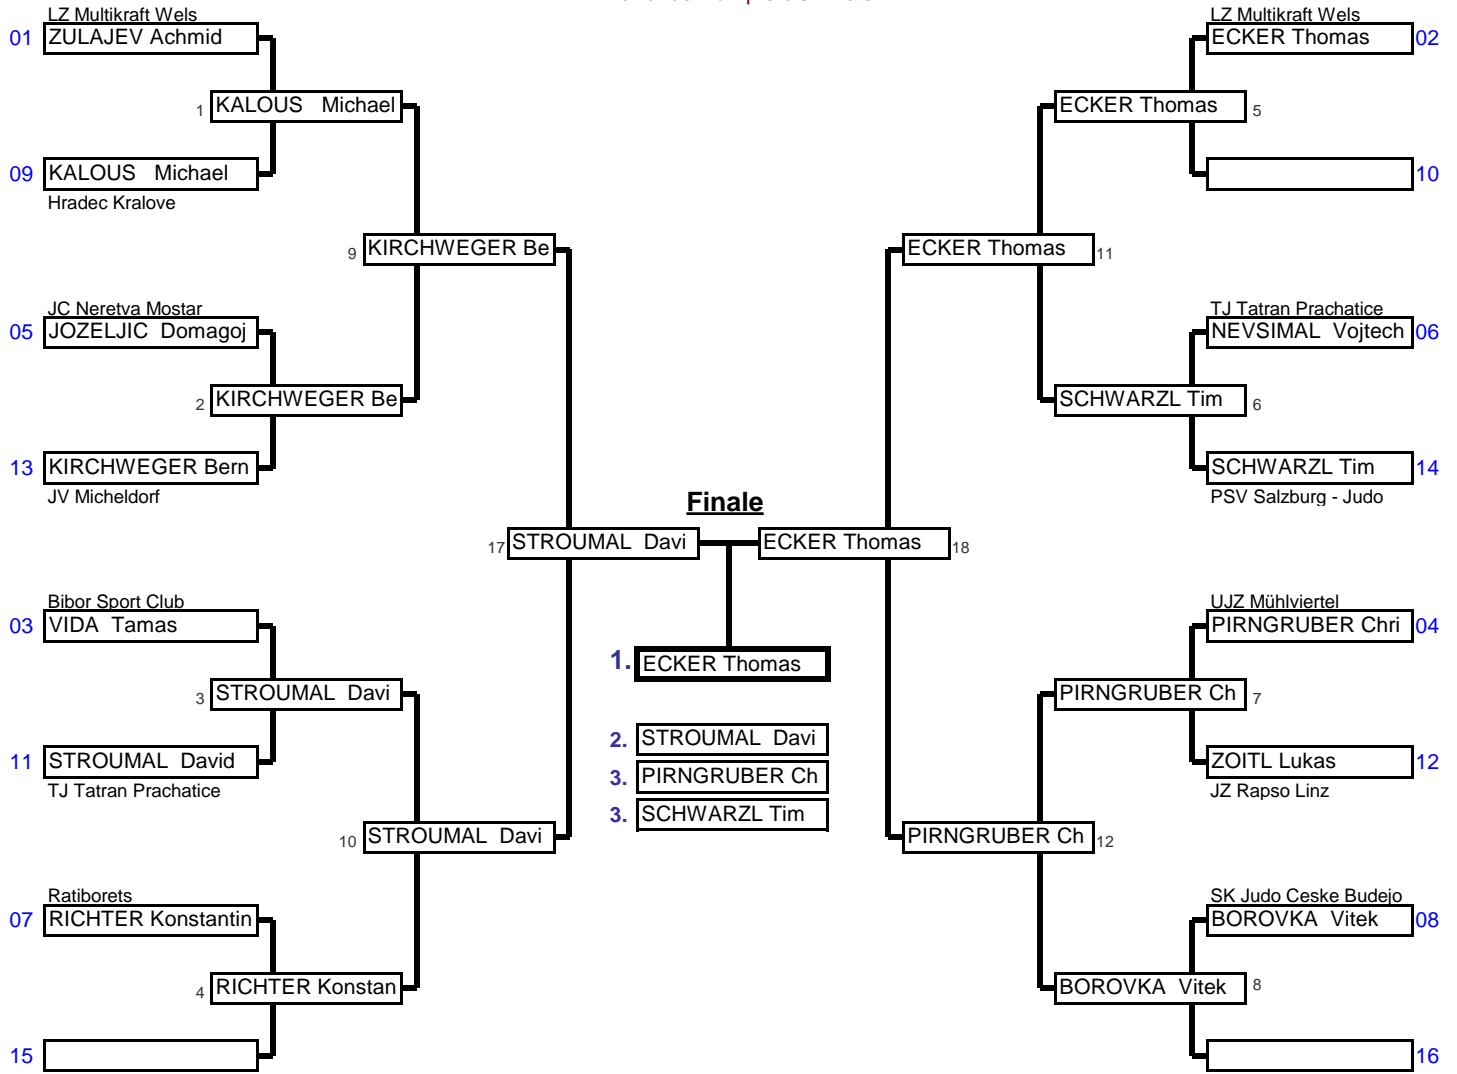 LZ Multikraft Wels
01 ZULAJEV Achmid
1 KALOUS Michael
09 KALOUS Michael
Hradec Kralove
9 KIRCHWEGER Be
JC Neretva Mostar
05 JOZELJIC Domagoj
2 KIRCHWEGER Be
13 KIRCHWEGER Bern
JV Micheldorf
17 STROUMAL Davi
Bibor Sport Club
03 VIDA Tamas
3 STROUMAL Davi
11 STROUMAL David
TJ Tatran Prachatice
10 STROUMAL Davi
Ratiborets
07 RICHTER Konstantin
4 RICHTER Konstan
15
Finale
1. ECKER Thomas
2. STROUMAL Davi
3. PIRNGRUBER Ch
3. SCHWARZL Tim
LZ Multikraft Wels
ECKER Thomas 02
ECKER Thomas 5
10
ECKER Thomas 11
TJ Tatran Prachatice
NEVSIMAL Vojtech 06
SCHWARZL Tim 6
SCHWARZL Tim 14
PSV Salzburg - Judo
ECKER Thomas 18
UJZ Mühlviertel
PIRNGRUBER Chri 04
PIRNGRUBER Ch 7
ZOITL Lukas 12
JZ Rapso Linz
PIRNGRUBER Ch 12
SK Judo Ceske Budejo
BOROVKA Vitek 08
BOROVKA Vitek 8
16